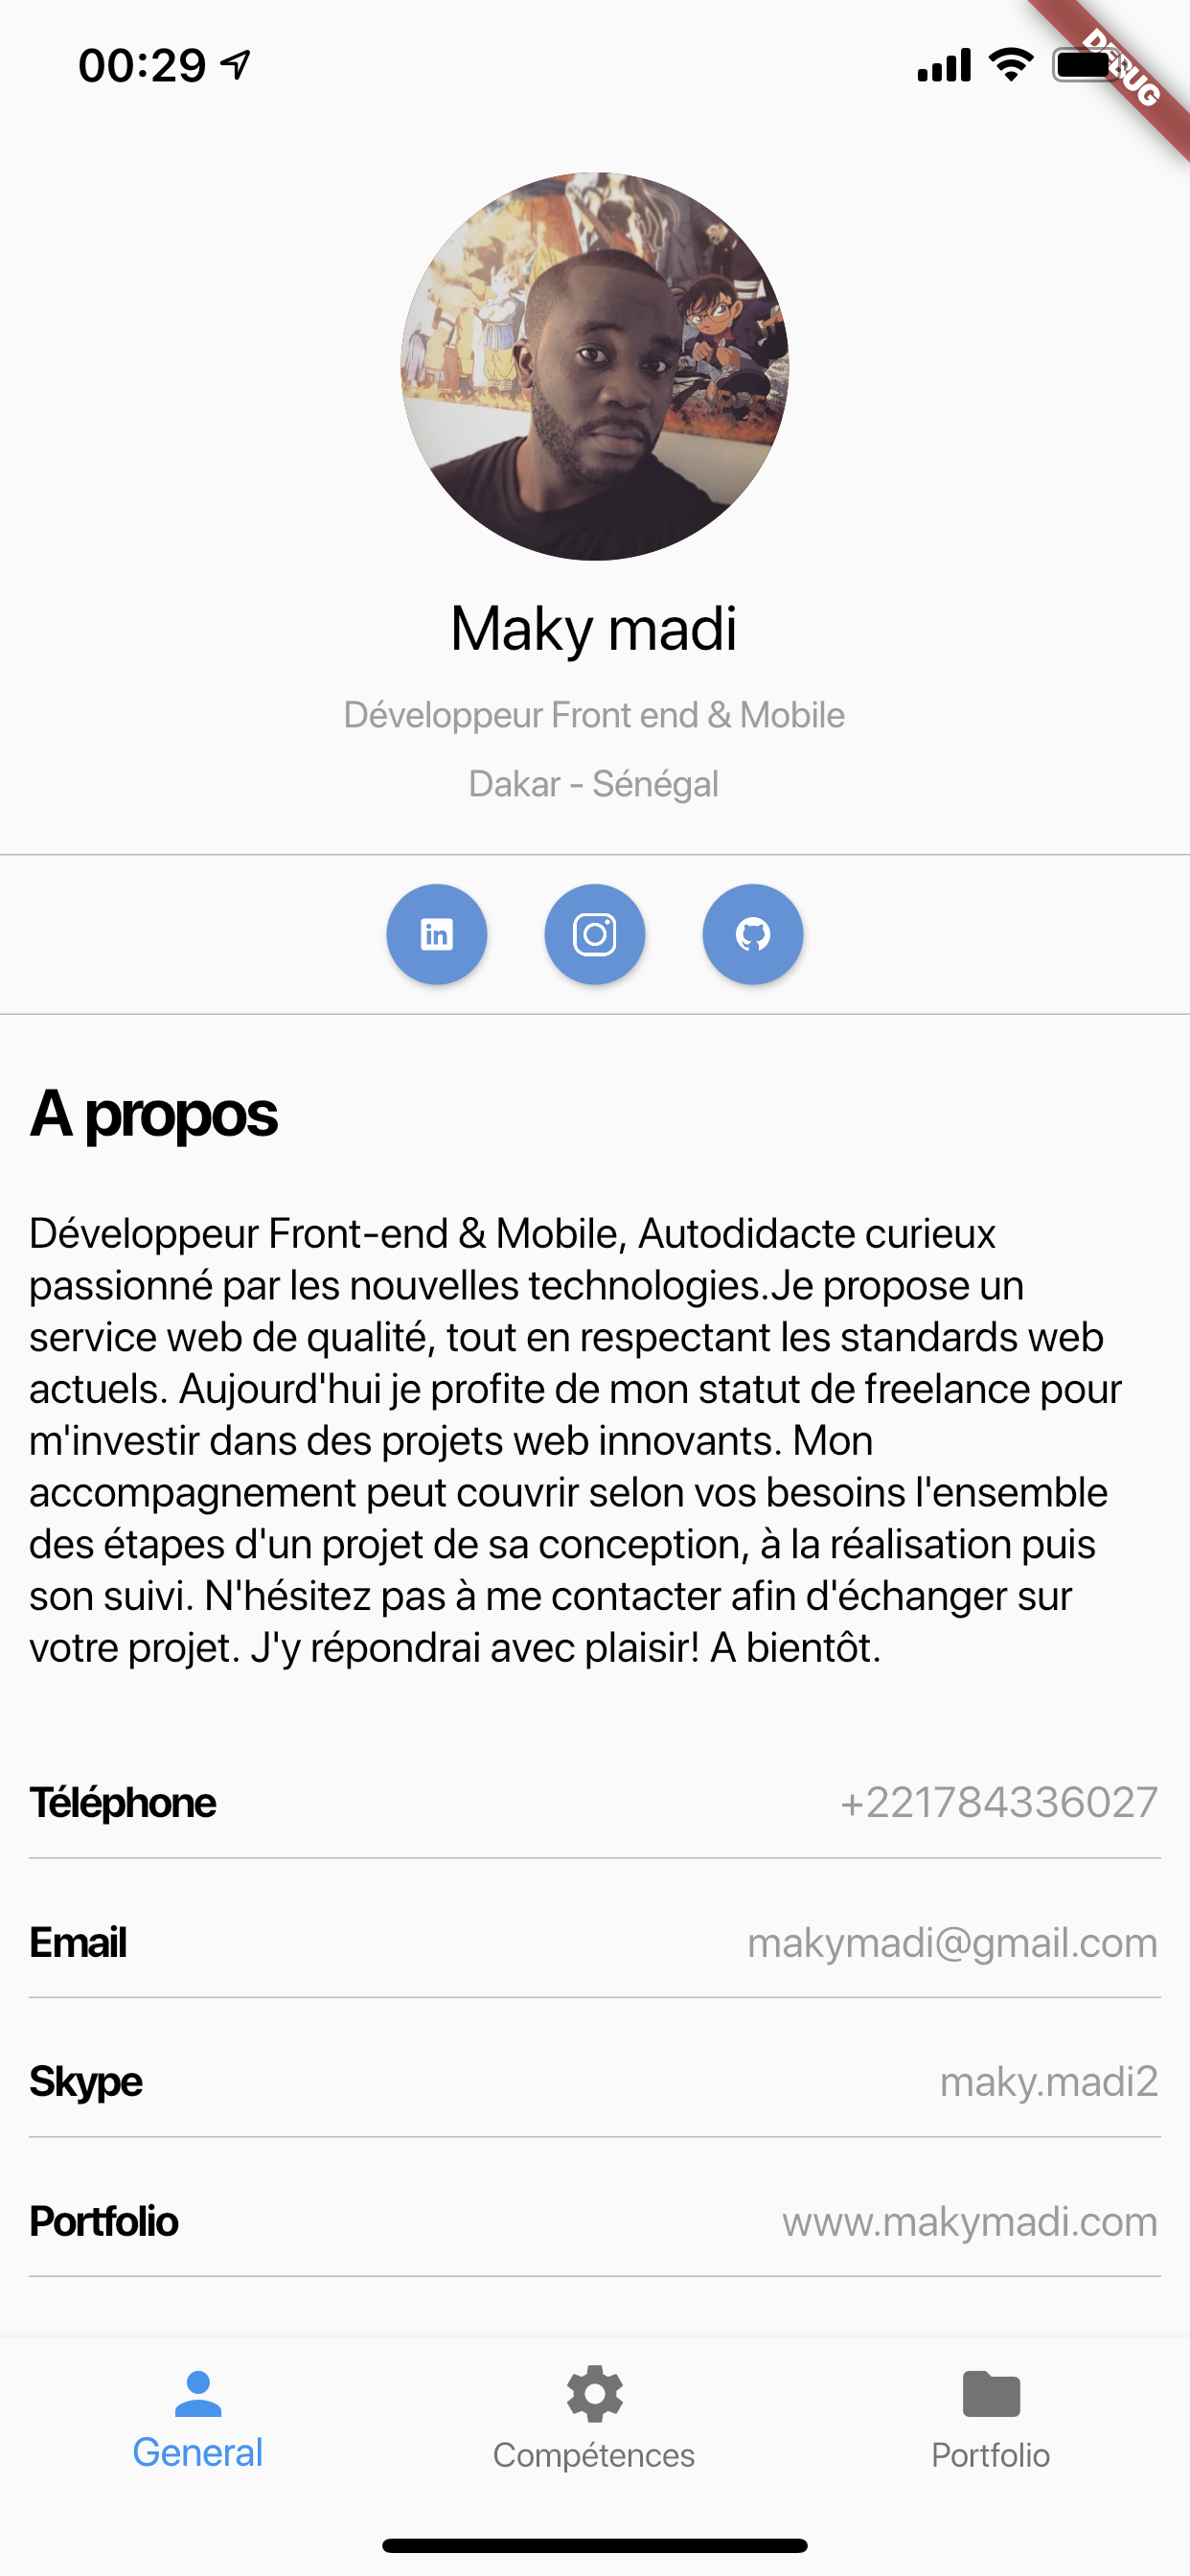 00:29
DEBUG
Maky madi
Développeur Front end & Mobile
Dakar - Sénégal
in
A propos
Développeur Front-end & Mobile, Autodidacte curieux
passionné par les nouvelles technologies.Je propose un
service web de qualité, tout en respectant les standards web
actuels. Aujourd'hui je profite de mon statut de freelance pour
m'investir dans des projets web innovants. Mon
accompagnement peut couvrir selon vos besoins l'ensemble
des étapes d'un projet de sa conception, à la réalisation puis
son suivi. N'hésitez pas à me contacter afin d'échanger sur
votre projet. J'y répondrai avec plaisir! A bientôt.
Téléphone +221784336027
Email makymadi@gmail.com
Skype maky.madi2
Portfolio www.makymadi.com
General Compétences Portfolio